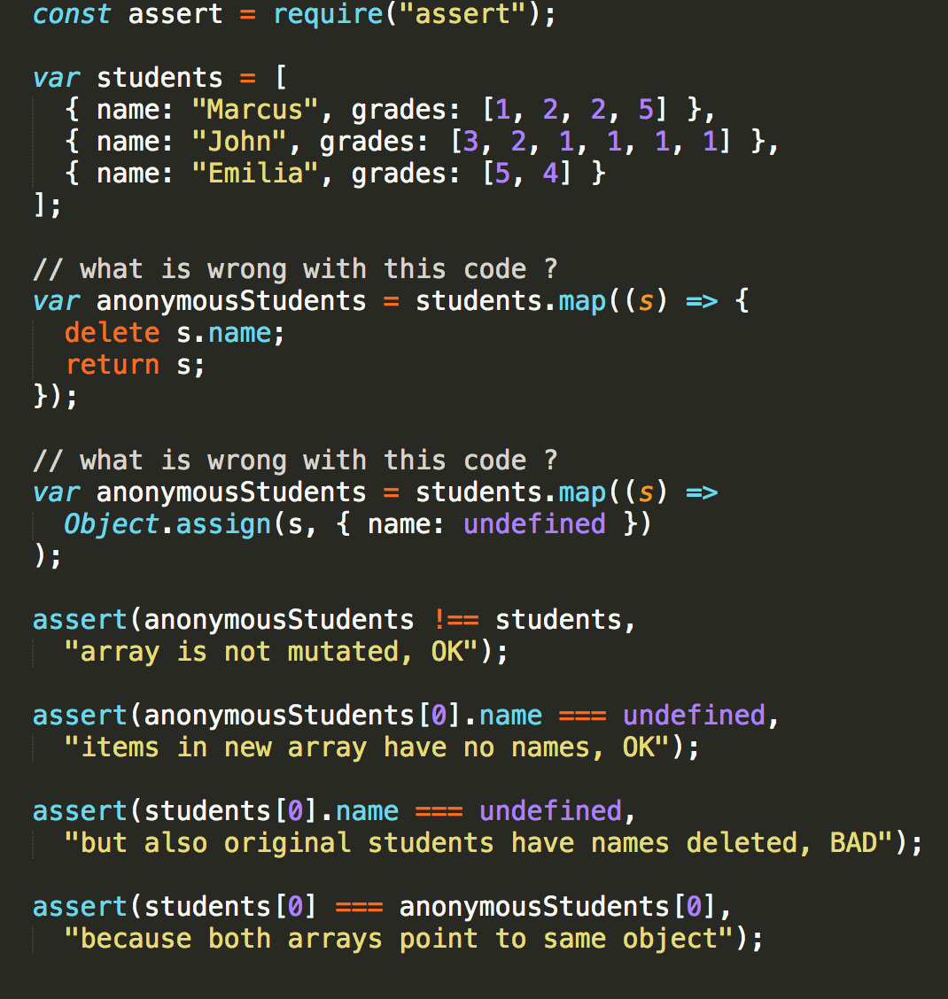 const assert = require("assert");
var students = [
{ name: "Marcus", grades: [1, 2, 2, 5] },
{ name: "John", grades: [3, 2, 1, 1, 1, 1] },
{ name: "Emilia", grades: [5, 4] }
];
// what is wrong with this code ?
var anonymousStudents = students.map((s) => {
delete s.name;
return s;
});
// what is wrong with this code ?
var anonymousStudents = students.map((s) =>
Object.assign(s, { name: undefined })
);
assert(anonymousStudents !== students,
"array is not mutated, OK");
assert(anonymousStudents[0].name === undefined,
"items in new array have no names, OK");
assert(students[0].name === undefined,
"but also original students have names deleted, BAD");
assert(students[0] === anonymousStudents[0],
"because both arrays point to same object");